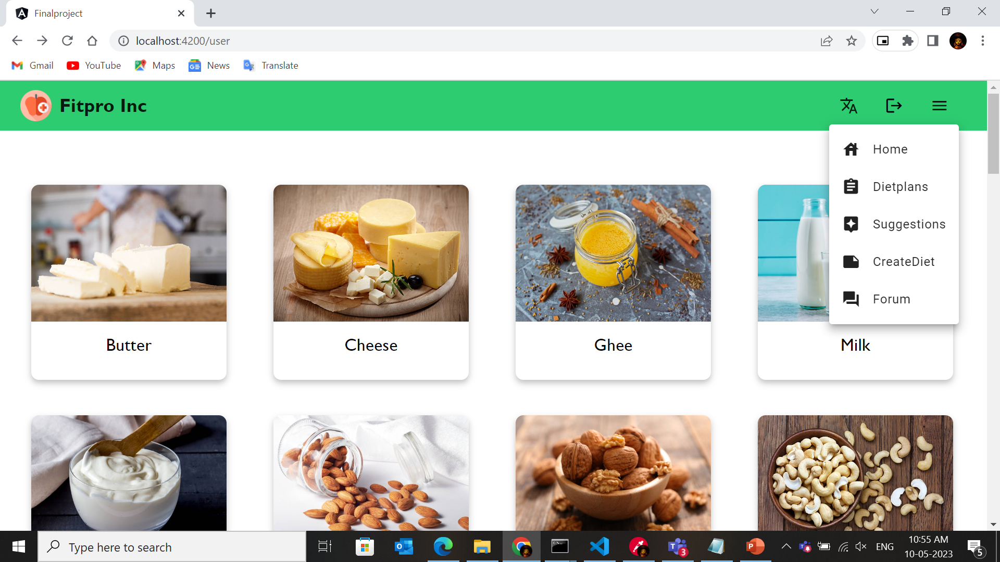 Finalproject
localhost:4200/user
Gmail
YouTube
Maps
News
Translate
Fitpro Inc
Home
Dietplans
Suggestions
CreateDiet
Forum
Butter
Cheese
Ghee
Milk
Type here to search
3
ENG
10:55 AM
10-05-2023
5